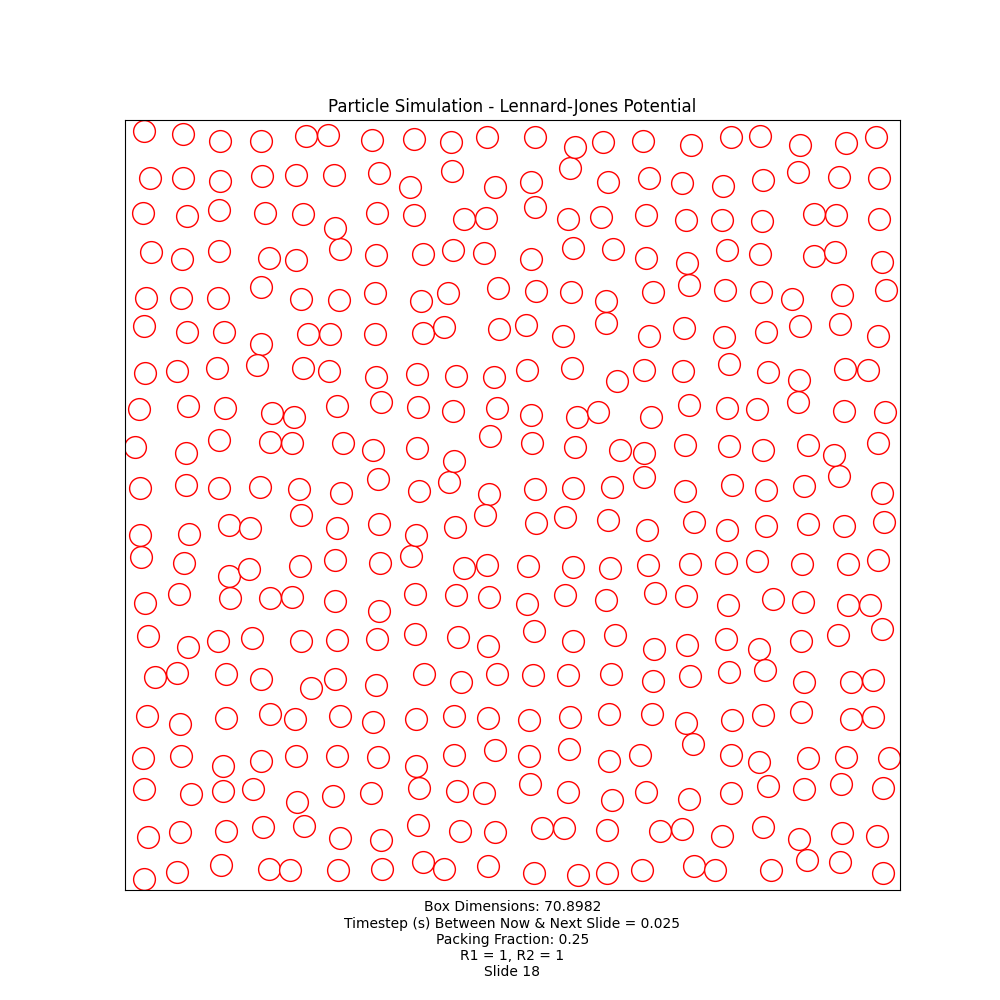 Particle Simulation - Lennard-Jones Potential
Box Dimensions: 70.8982
Timestep (s) Between Now & Next Slide = 0.025
Packing Fraction: 0.25
R1 = 1, R2 = 1
Slide 18